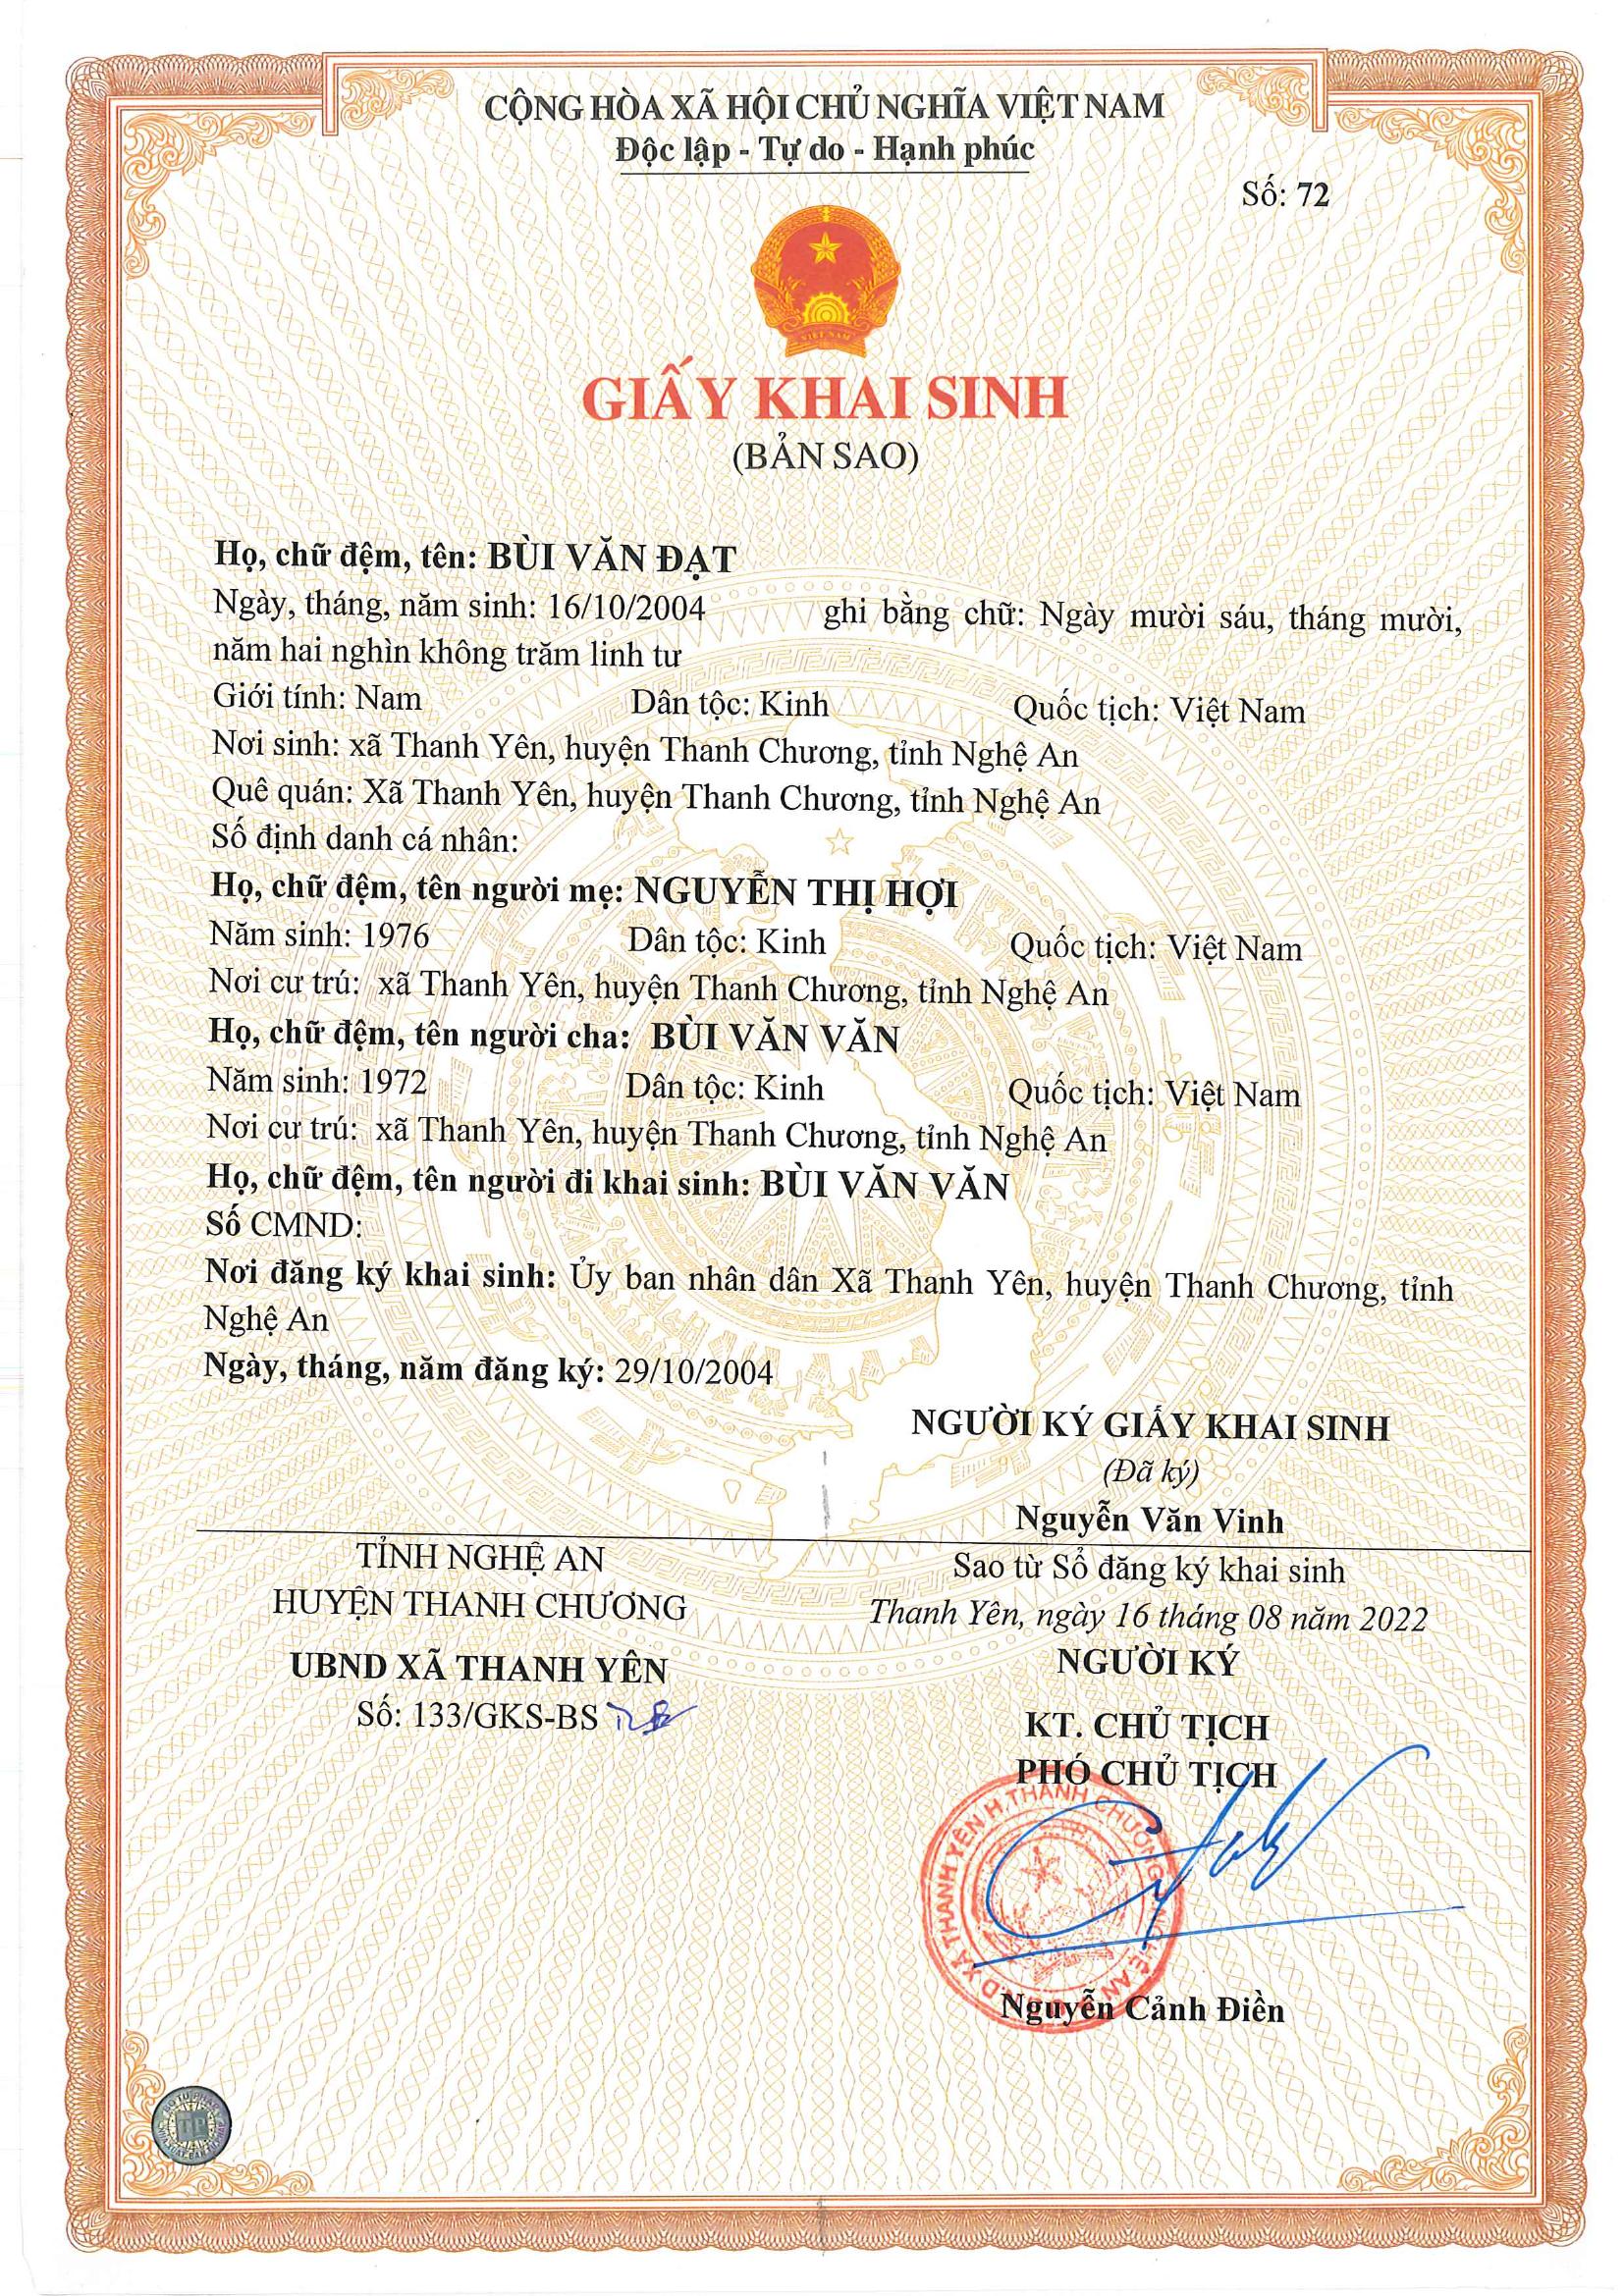 CỘNG HÒA XÃ HỘI CHỦ NGHĨA VIỆT NAM
Độc lập - Tự do - Hạnh phúc
Số: 72
VIỆT NAM
GIẤY KHAI SINH
(BẢN SAO)
Họ, chữ đệm, tên: BÙI VĂN ĐẠT
Ngày, tháng, năm sinh: 16/10/2004 ghi bằng chữ: Ngày mười sáu, tháng mười,
năm hai nghìn không trăm linh tư
Giới tính: Nam Dân tộc: Kinh Quốc tịch: Việt Nam
Nơi sinh: xã Thanh Yên, huyện Thanh Chương, tỉnh Nghệ An
Quê quán: Xã Thanh Yên, huyện Thanh Chương, tỉnh Nghệ An
Số định danh cá nhân:
Họ, chữ đệm, tên người mẹ: NGUYỄN THỊ HỢI
Năm sinh: 1976 Dân tộc: Kinh Quốc tịch: Việt Nam
Nơi cư trú: xã Thanh Yên, huyện Thanh Chương, tỉnh Nghệ An
Họ, chữ đệm, tên người cha: BÙI VĂN VĂN
Năm sinh: 1972 Dân tộc: Kinh Quốc tịch: Việt Nam
Nơi cư trú: xã Thanh Yên, huyện Thanh Chương, tỉnh Nghệ An
Họ, chữ đệm, tên người đi khai sinh: BÙI VĂN VĂN
Số CMND:
Nơi đăng ký khai sinh: Ủy ban nhân dân Xã Thanh Yên, huyện Thanh Chương, tỉnh
Nghệ An
Ngày, tháng, năm đăng ký: 29/10/2004
NGƯỜI KÝ GIẤY KHAI SINH
(Đã ký)
Nguyễn Văn Vinh
TỈNH NGHỆ AN
HUYỆN THANH CHƯƠNG
UBND XÃ THANH YÊN
Số: 133/GKS-BS
Sao từ Sổ đăng ký khai sinh
Thanh Yên, ngày 16 tháng 08 năm 2022
NGƯỜI KÝ
KT. CHỦ TỊCH
PHÓ CHỦ TỊCH
XÃ THANH YÊN H.THANH CHƯƠNG
Nguyễn Cảnh Điền
TP